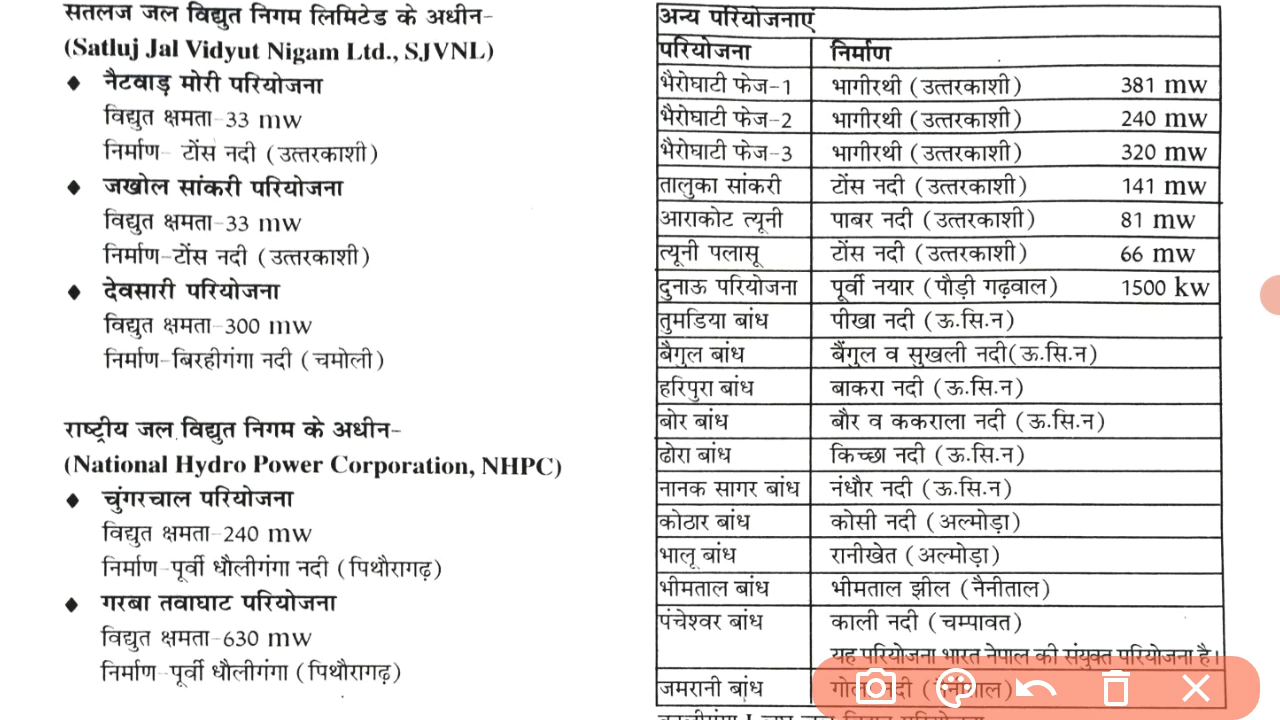 सतलज जल विद्युत निगम लिमिटेड के अधीन-
(Satluj Jal Vidyut Nigam Ltd., SJVNL)
♦ नैटवाड़ मोरी परियोजना
विद्युत क्षमता-33 mw
निर्माण- टोंस नदी (उत्तरकाशी)
♦ जखोल सांकरी परियोजना
विद्युत क्षमता-33 mw
निर्माण-टोंस नदी (उत्तरकाशी)
♦ देवसारी परियोजना
विद्युत क्षमता-300 mw
निर्माण-बिरहीगंगा नदी (चमोली)
राष्ट्रीय जल विद्युत निगम के अधीन-
(National Hydro Power Corporation, NHPC)
♦ चुंगरचाल परियोजना
विद्युत क्षमता-240 mw
निर्माण-पूर्वी धौलीगंगा नदी (पिथौरागढ़)
♦ गरबा तवाघाट परियोजना
विद्युत क्षमता-630 mw
निर्माण-पूर्वी धौलीगंगा (पिथौरागढ़)
अन्य परियोजनाएं
परियोजना निर्माण
भैरोघाटी फेज-1 भागीरथी (उत्तरकाशी) 381 mw
भैरोघाटी फेज-2 भागीरथी (उत्तरकाशी) 240 mw
भैरोघाटी फेज-3 भागीरथी (उत्तरकाशी) 320 mw
तालुका सांकरी टोंस नदी (उत्तरकाशी) 141 mw
आराकोट त्यूनी पाबर नदी (उत्तरकाशी) 81 mw
त्यूनी पलासू टोंस नदी (उत्तरकाशी) 66 mw
दुनाऊ परियोजना पूर्वी नयार (पौड़ी गढ़वाल) 1500 kw
तुमडिया बांध पीखा नदी (ऊ.सि.न)
बैगुल बांध बैंगुल व सुखली नदी(ऊ.सि.न)
हरिपुरा बांध बाकरा नदी (ऊ.सि.न)
बोर बांध बौर व ककराला नदी (ऊ.सि.न)
ढोरा बांध किच्छा नदी (ऊ.सि.न)
नानक सागर बांध नंधौर नदी (ऊ.सि.न)
कोठार बांध कोसी नदी (अल्मोड़ा)
भालू बांध रानीखेत (अल्मोड़ा)
भीमताल बांध भीमताल झील (नैनीताल)
पंचेश्वर बांध काली नदी (चम्पावत)
यह परियोजना भारत नेपाल की संयुक्त परियोजना है।
जमरानी बांध नदी